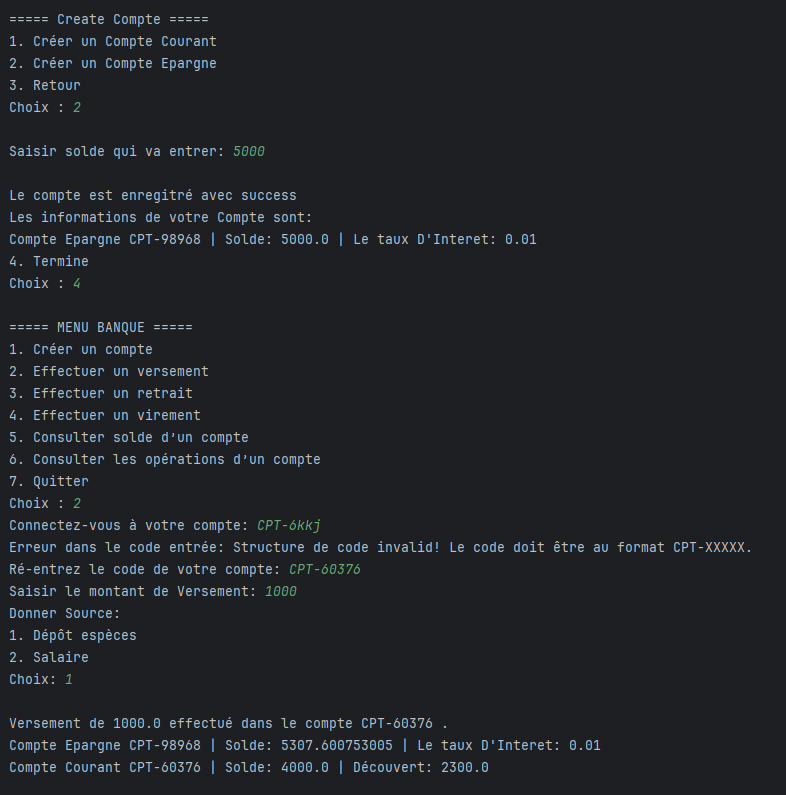 ===== Create Compte =====
1. Créer un Compte Courant
2. Créer un Compte Epargne
3. Retour
Choix : 2
Saisir solde qui va entrer: 5000
Le compte est enregitré avec success
Les informations de votre Compte sont:
Compte Epargne CPT-98968 | Solde: 5000.0 | Le taux D'Interet: 0.01
4. Termine
Choix : 4
===== MENU BANQUE =====
1. Créer un compte
2. Effectuer un versement
3. Effectuer un retrait
4. Effectuer un virement
5. Consulter solde d’un compte
6. Consulter les opérations d’un compte
7. Quitter
Choix : 2
Connectez-vous à votre compte: CPT-6kkj
Erreur dans le code entrée: Structure de code invalid! Le code doit être au format CPT-XXXXX.
Ré-entrez le code de votre compte: CPT-60376
Saisir le montant de Versement: 1000
Donner Source:
1. Dépôt espèces
2. Salaire
Choix: 1
Versement de 1000.0 effectué dans le compte CPT-60376 .
Compte Epargne CPT-98968 | Solde: 5307.600753005 | Le taux D'Interet: 0.01
Compte Courant CPT-60376 | Solde: 4000.0 | Découvert: 2300.0